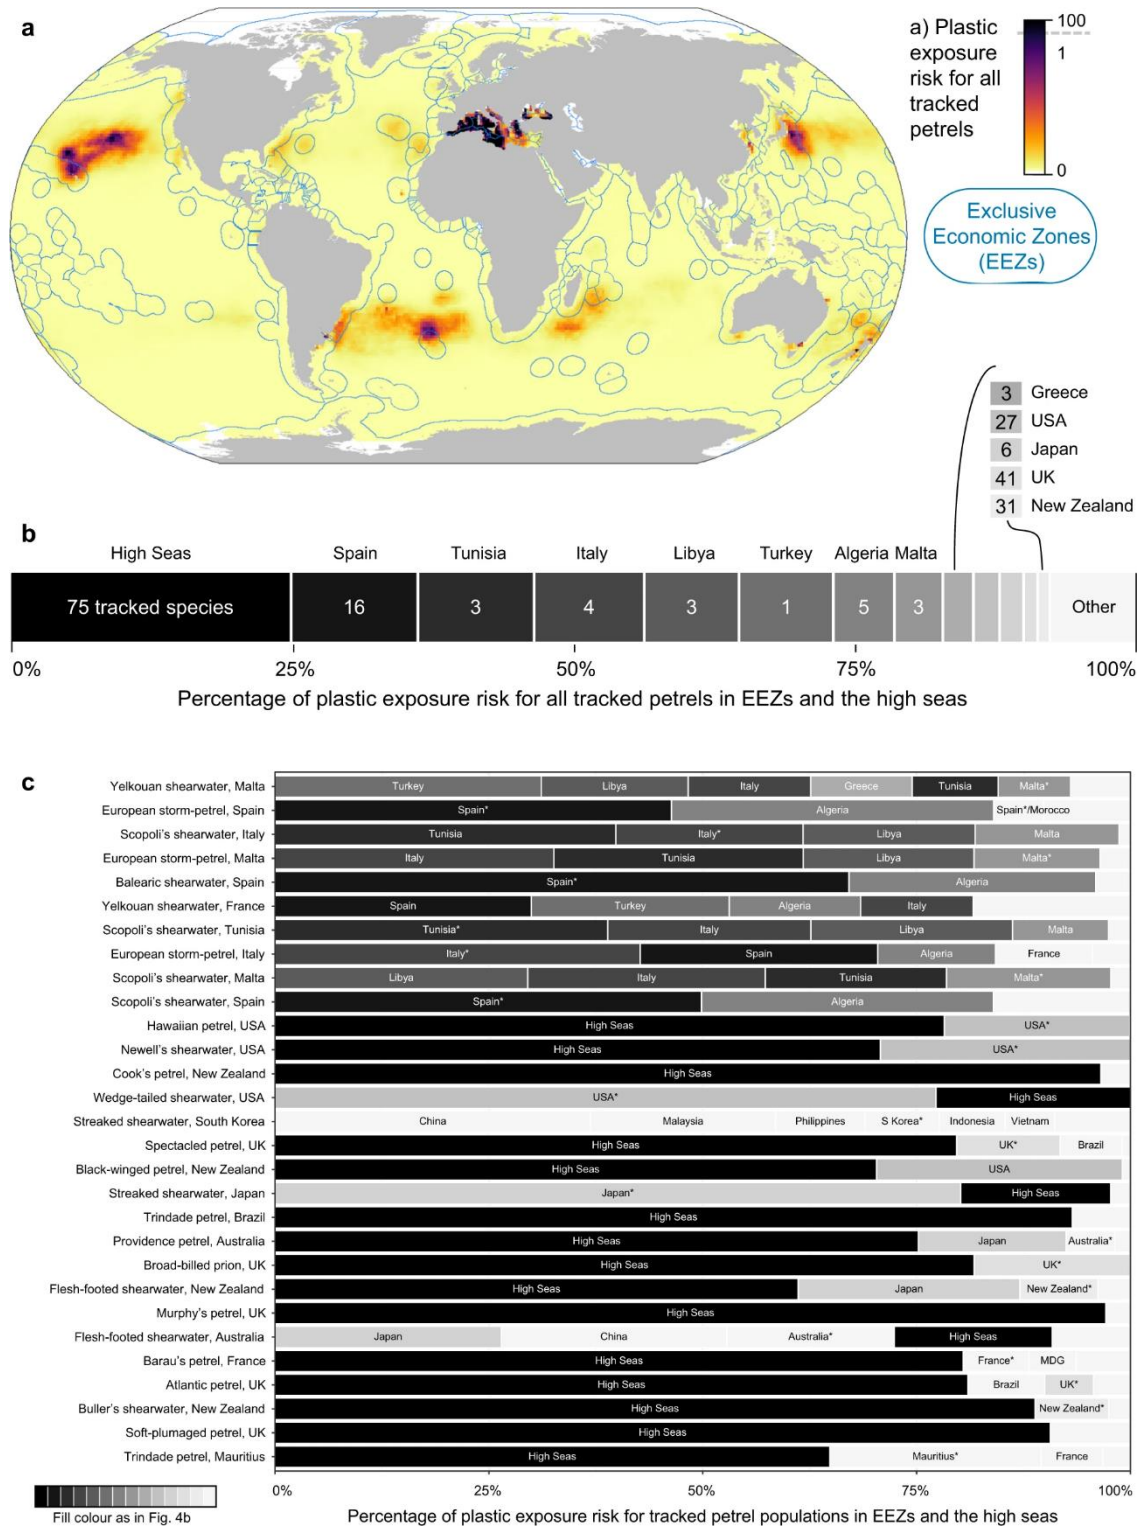 a
a) Plastic
exposure
risk for all
tracked
petrels
100
1
0
Exclusive
Economic Zones
(EEZs)
3 Greece
27 USA
6 Japan
41 UK
31 New Zealand
b
High Seas Spain Tunisia Italy Libya Turkey Algeria Malta
75 tracked species 16 3 4 3 1 5 3 Other
0% 25% 50% 75% 100%
Percentage of plastic exposure risk for all tracked petrels in EEZs and the high seas
c
Yelkouan shearwater, Malta Turkey Libya Italy Greece Tunisia Malta*
European storm-petrel, Spain Spain* Algeria Spain*/Morocco
Scopoli's shearwater, Italy Tunisia Italy* Libya Malta
European storm-petrel, Malta Italy Tunisia Libya Malta*
Balearic shearwater, Spain Spain* Algeria
Yelkouan shearwater, France Spain Turkey Algeria Italy
Scopoli's shearwater, Tunisia Tunisia* Italy Libya Malta
European storm-petrel, Italy Italy* Spain Algeria France
Scopoli's shearwater, Malta Libya Italy Tunisia Malta*
Scopoli's shearwater, Spain Spain* Algeria
Hawaiian petrel, USA High Seas USA*
Newell's shearwater, USA High Seas USA*
Cook's petrel, New Zealand High Seas
Wedge-tailed shearwater, USA USA* High Seas
Streaked shearwater, South Korea China Malaysia Philippines S Korea* Indonesia Vietnam
Spectacled petrel, UK High Seas UK* Brazil
Black-winged petrel, New Zealand High Seas USA
Streaked shearwater, Japan Japan* High Seas
Trindade petrel, Brazil High Seas
Providence petrel, Australia High Seas Japan Australia*
Broad-billed prion, UK High Seas UK*
Flesh-footed shearwater, New Zealand High Seas Japan New Zealand*
Murphy's petrel, UK High Seas
Flesh-footed shearwater, Australia Japan China Australia* High Seas
Barau's petrel, France High Seas France* MDG
Atlantic petrel, UK High Seas Brazil UK*
Buller's shearwater, New Zealand High Seas New Zealand*
Soft-plumaged petrel, UK High Seas
Trindade petrel, Mauritius High Seas Mauritius* France
0% 25% 50% 75% 100%
Fill colour as in Fig. 4b
Percentage of plastic exposure risk for tracked petrel populations in EEZs and the high seas